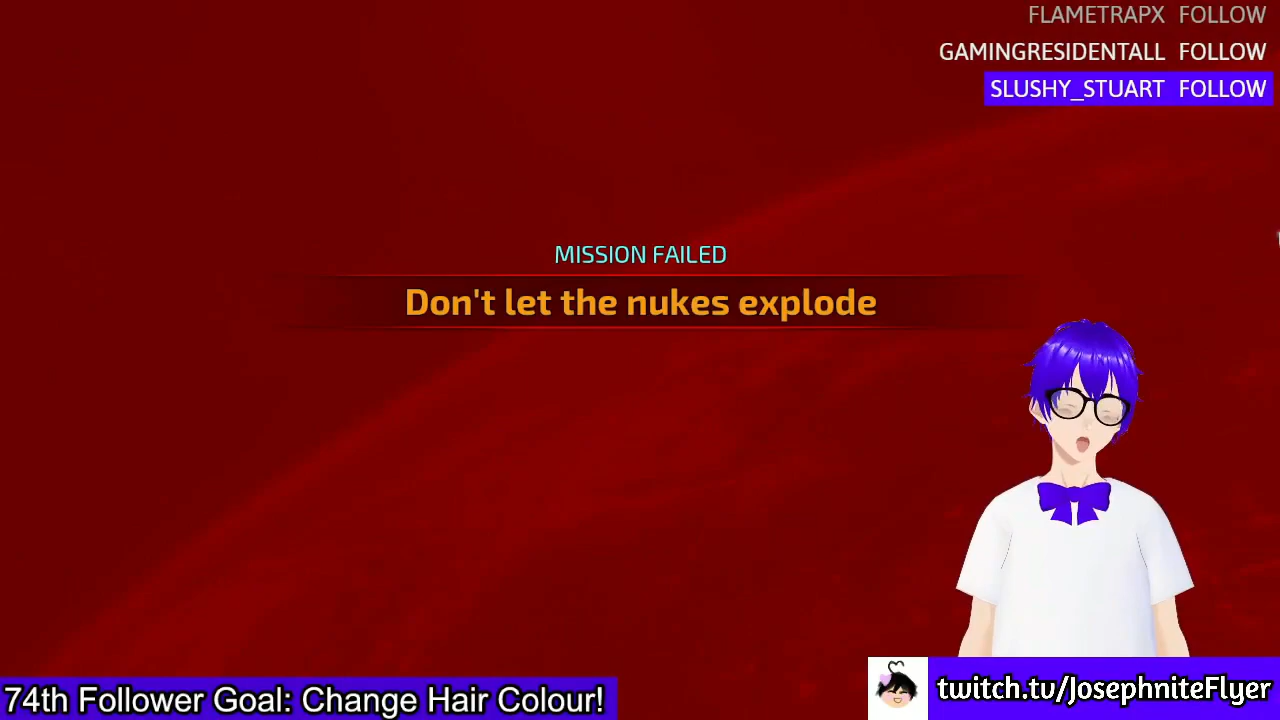 FLAMETRAPX FOLLOW
GAMINGRESIDENTALL FOLLOW
SLUSHY_STUART FOLLOW
MISSION FAILED
Don't let the nukes explode
74th Follower Goal: Change Hair Colour!
twitch.tv/JosephniteFlyer